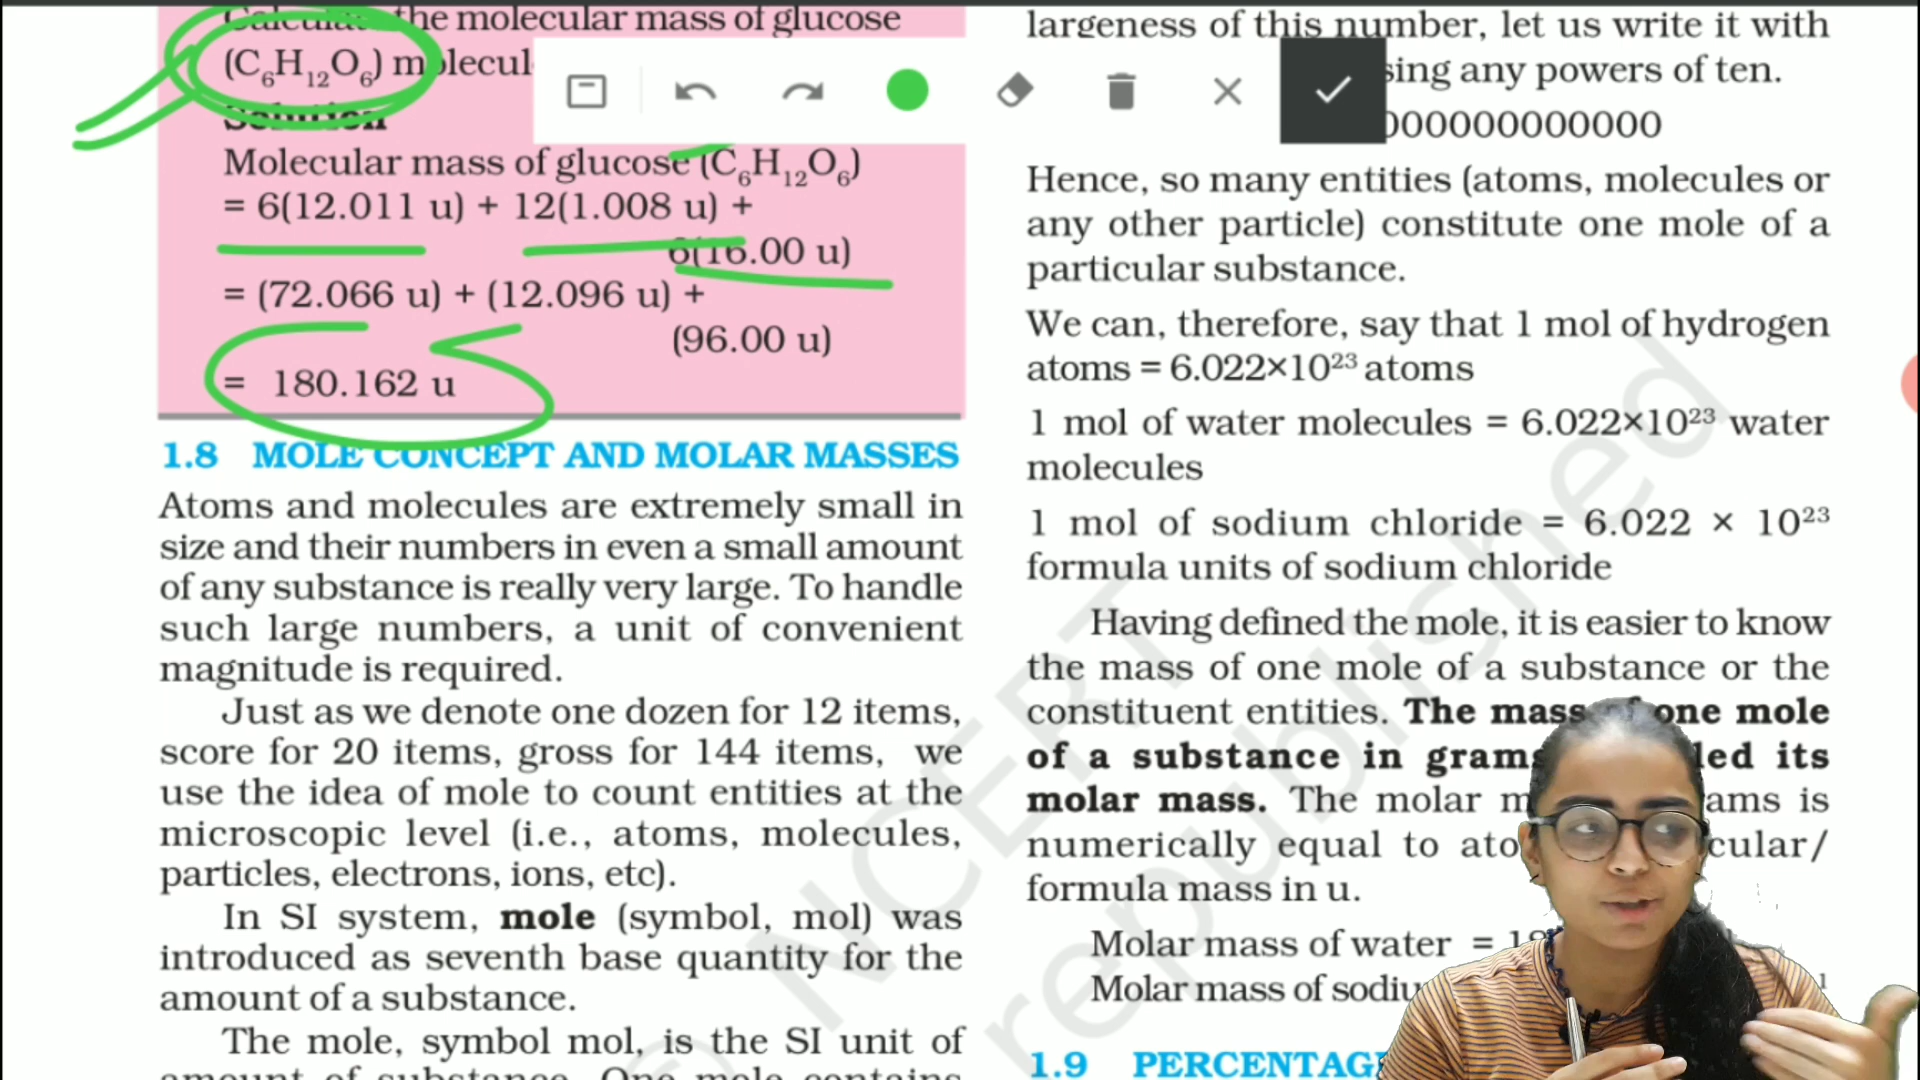 Calculate the molecular mass of glucose
(C6H12O6) molecul
Solution
Molecular mass of glucose (C6H12O6)
= 6(12.011 u) + 12(1.008 u) +
6(16.00 u)
= (72.066 u) + (12.096 u) +
(96.00 u)
= 180.162 u
1.8 MOLE CONCEPT AND MOLAR MASSES
Atoms and molecules are extremely small in
size and their numbers in even a small amount
of any substance is really very large. To handle
such large numbers, a unit of convenient
magnitude is required.
Just as we denote one dozen for 12 items,
score for 20 items, gross for 144 items, we
use the idea of mole to count entities at the
microscopic level (i.e., atoms, molecules,
particles, electrons, ions, etc).
In SI system, mole (symbol, mol) was
introduced as seventh base quantity for the
amount of a substance.
The mole, symbol mol, is the SI unit of
amount of substance. One mole contains
largeness of this number, let us write it with
sing any powers of ten.
000000000000
Hence, so many entities (atoms, molecules or
any other particle) constitute one mole of a
particular substance.
We can, therefore, say that 1 mol of hydrogen
atoms = 6.022×10²³ atoms
1 mol of water molecules = 6.022×10²³ water
molecules
1 mol of sodium chloride = 6.022 × 10²³
formula units of sodium chloride
Having defined the mole, it is easier to know
the mass of one mole of a substance or the
constituent entities. The mass of one mole
of a substance in grams led its
molar mass. The molar m ams is
numerically equal to ato cular/
formula mass in u.
Molar mass of water = 18
Molar mass of sodiu
1.9 PERCENTAG
© NCERT
republished